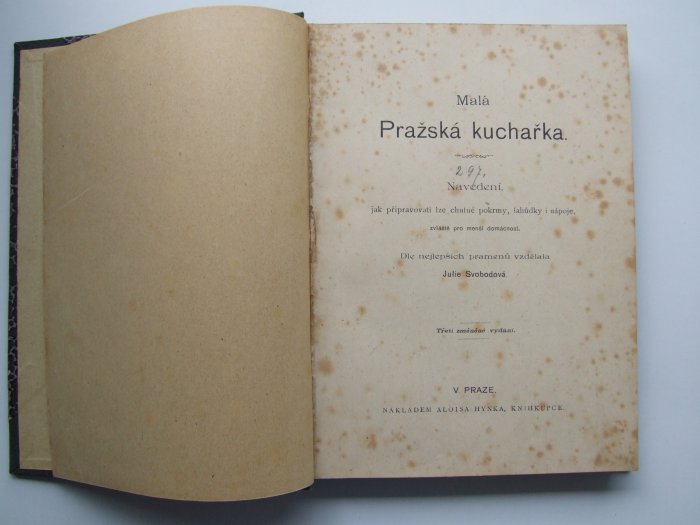 Malá
Pražská kuchařka.
297.
Navedení,
jak připravovati lze chutné pokrmy, lahůdky i nápoje,
zvláště pro menší domácnost.
Dle nejlepších pramenů vzdělala
Julie Svobodová.
Třetí změněné vydání.
V PRAZE.
NÁKLADEM ALOISA HYNKA, KNIHKUPCE.